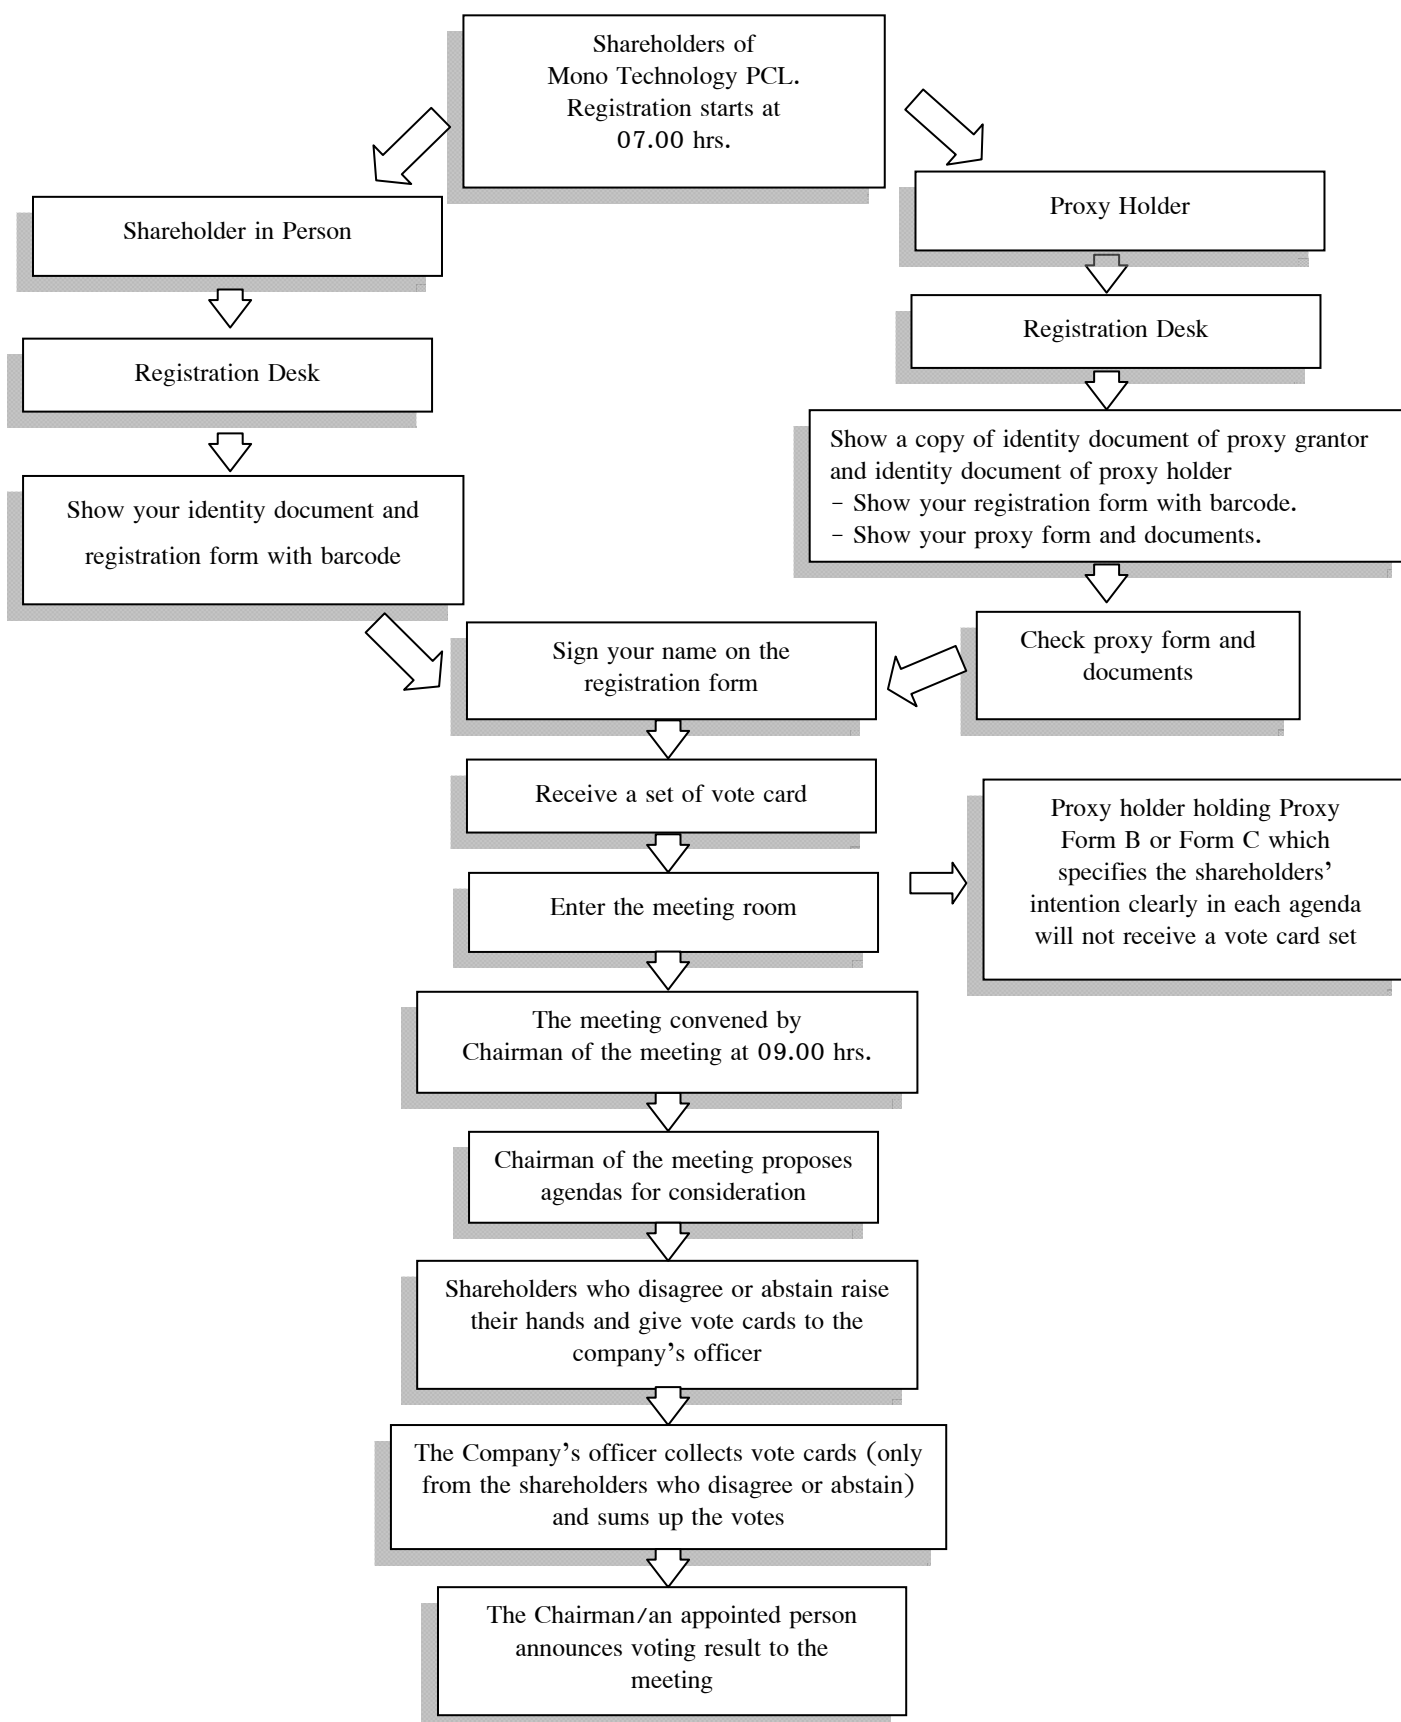 Shareholders of
Mono Technology PCL.
Registration starts at
07.00 hrs.
Shareholder in Person
Proxy Holder
Registration Desk
Registration Desk
Show your identity document and
registration form with barcode
Show a copy of identity document of proxy grantor
and identity document of proxy holder
- Show your registration form with barcode.
- Show your proxy form and documents.
Check proxy form and
documents
Sign your name on the
registration form
Receive a set of vote card
Enter the meeting room
Proxy holder holding Proxy
Form B or Form C which
specifies the shareholders'
intention clearly in each agenda
will not receive a vote card set
The meeting convened by
Chairman of the meeting at 09.00 hrs.
Chairman of the meeting proposes
agendas for consideration
Shareholders who disagree or abstain raise
their hands and give vote cards to the
company's officer
The Company's officer collects vote cards (only
from the shareholders who disagree or abstain)
and sums up the votes
The Chairman/an appointed person
announces voting result to the
meeting